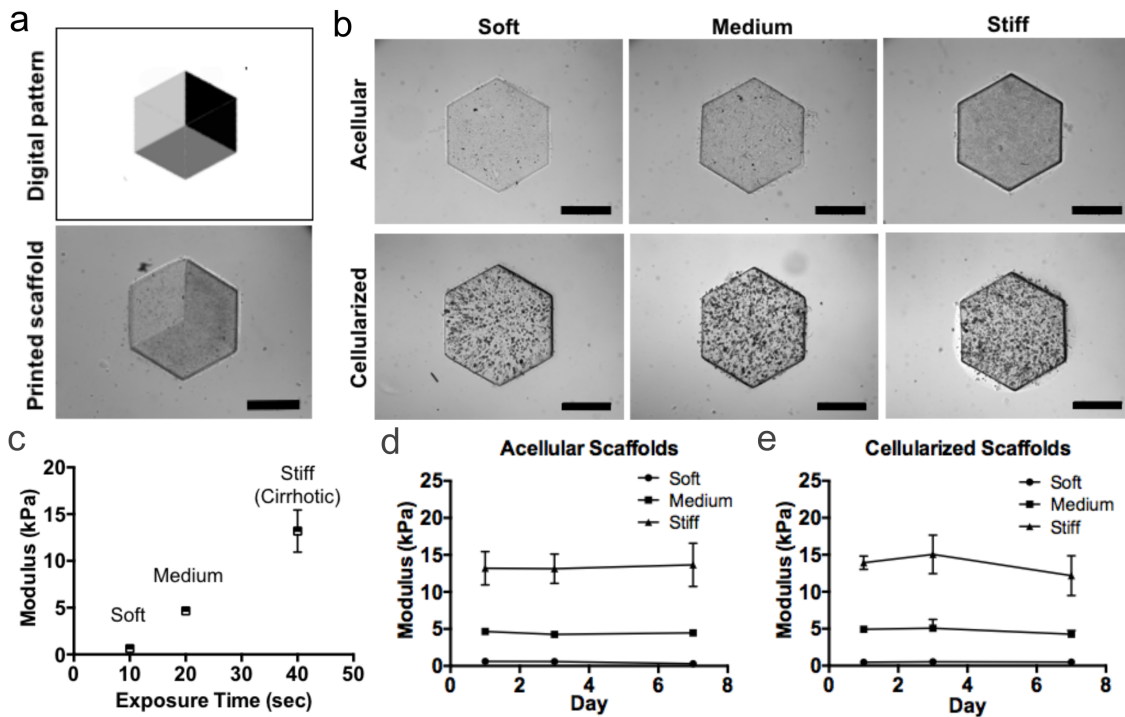 a
Digital pattern
Printed scaffold
b
Soft
Medium
Stiff
Acellular
Cellularized
c
Modulus (kPa)
20
15
10
5
0
Soft
Medium
Stiff
(Cirrhotic)
0 10 20 30 40 50
Exposure Time (sec)
d
Acellular Scaffolds
Modulus (kPa)
25
20
15
10
5
0
Soft
Medium
Stiff
0 2 4 6 8
Day
e
Cellularized Scaffolds
Modulus (kPa)
25
20
15
10
5
0
Soft
Medium
Stiff
0 2 4 6 8
Day